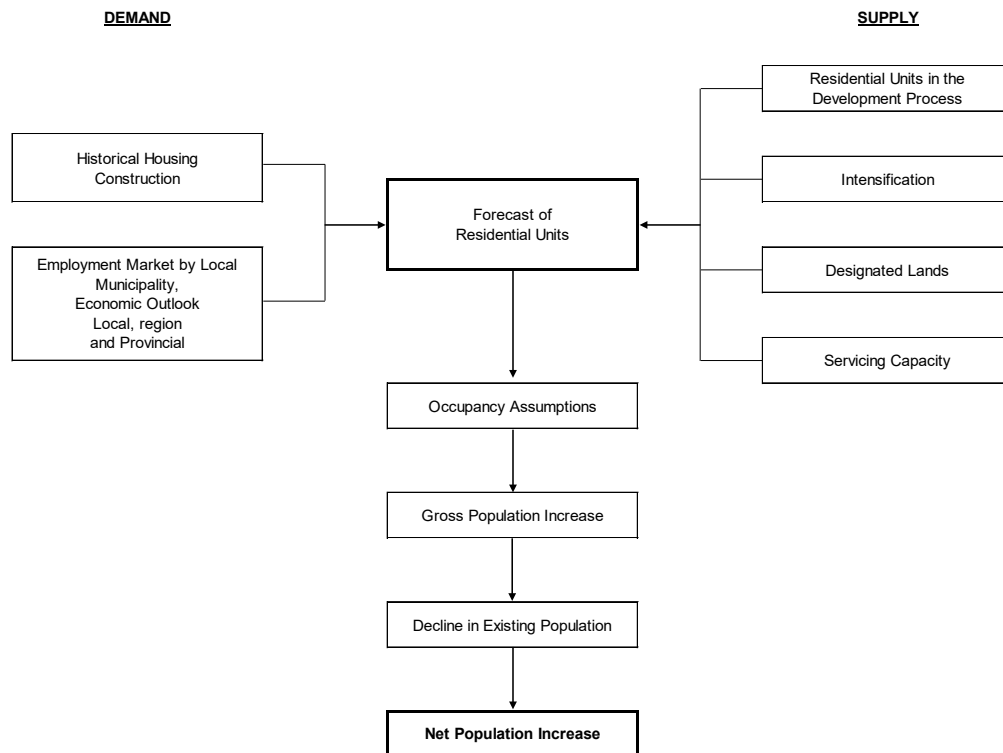 DEMAND
SUPPLY
Residential Units in the
Development Process
Historical Housing
Construction
Intensification
Forecast of
Residential Units
Employment Market by Local
Municipality,
Economic Outlook
Local, region
and Provincial
Designated Lands
Servicing Capacity
Occupancy Assumptions
Gross Population Increase
Decline in Existing Population
Net Population Increase